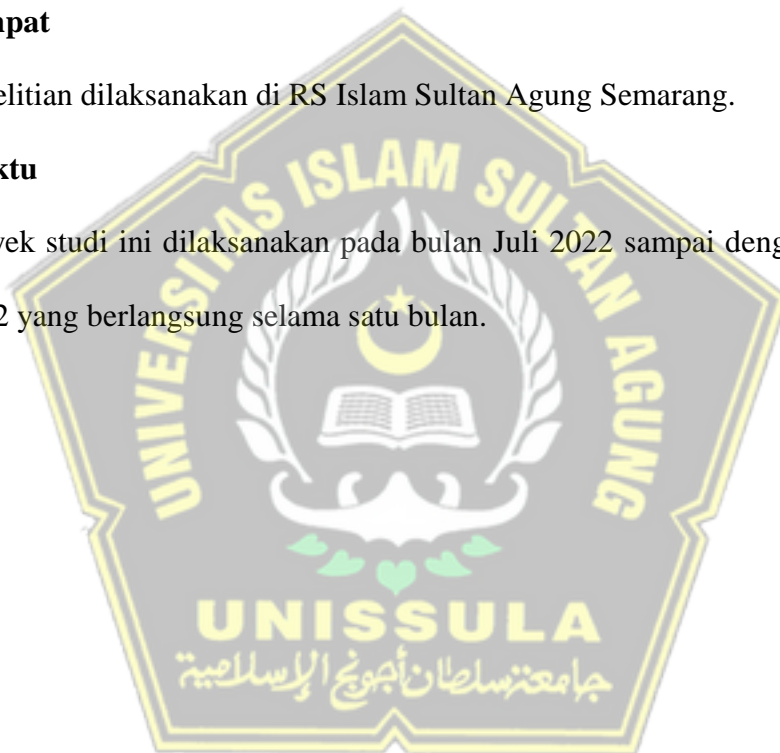 mpat
elitian dilaksanakan di RS Islam Sultan Agung Semarang.
ktu
yek studi ini dilaksanakan pada bulan Juli 2022 sampai deng
2 yang berlangsung selama satu bulan.
UNIVERSITAS ISLAM SULTAN AGUNG
UNISSULA
جامعة سلطان أجونج الإسلامية